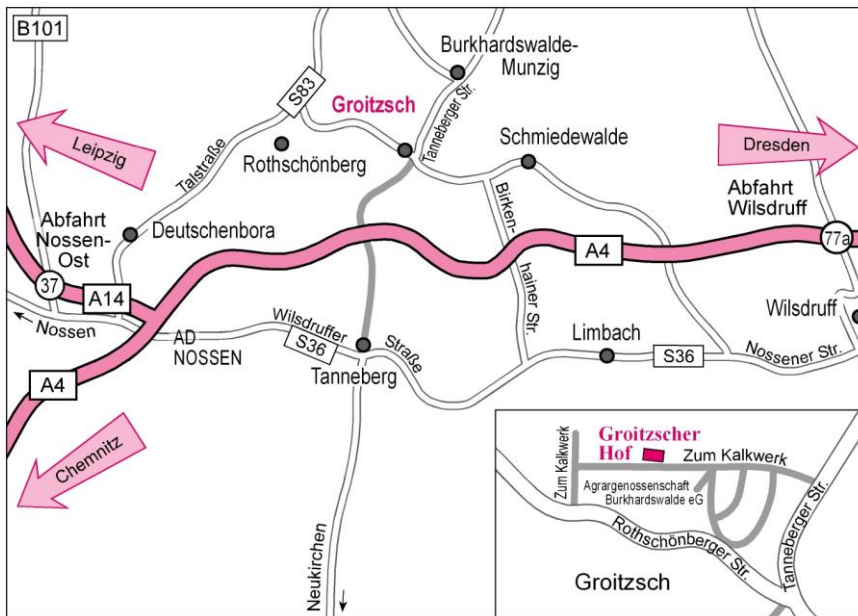 B101
Burkhardswalde-
Munzig
S83
Groitzsch
Tanneberger Str.
Schmiedewalde
Leipzig
Talstraße
Rothschönberg
Dresden
Abfahrt
Wilsdruff
Birken-
hainer Str.
Abfahrt
Nossen-
Ost
Deutschenbora
77a
A4
37
A14
Wilsdruff
Nossen
AD
NOSSEN
Wilsdruffer
Straße
S36
Limbach
S36
Nossener Str.
Tanneberg
A4
Chemnitz
Neukirchen
Groitzscher
Hof
Zum Kalkwerk
Zum Kalkwerk
Agrargenossenschaft
Burkhardswalde eG
Rothschönberger
Str.
Tanneberger Str.
Groitzsch